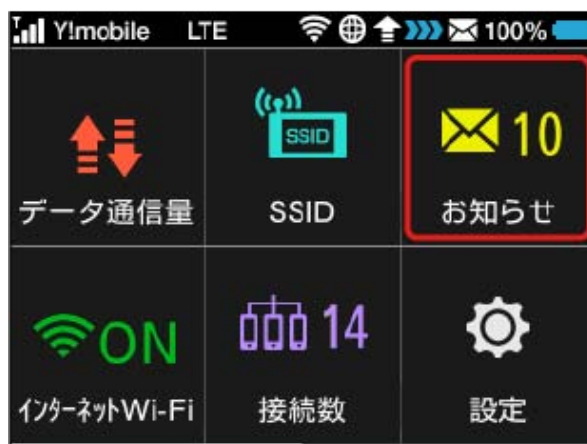 Y!mobile LTE 100%
SSID
10
データ通信量 SSID お知らせ
ON 14
インターネットWi-Fi 接続数 設定